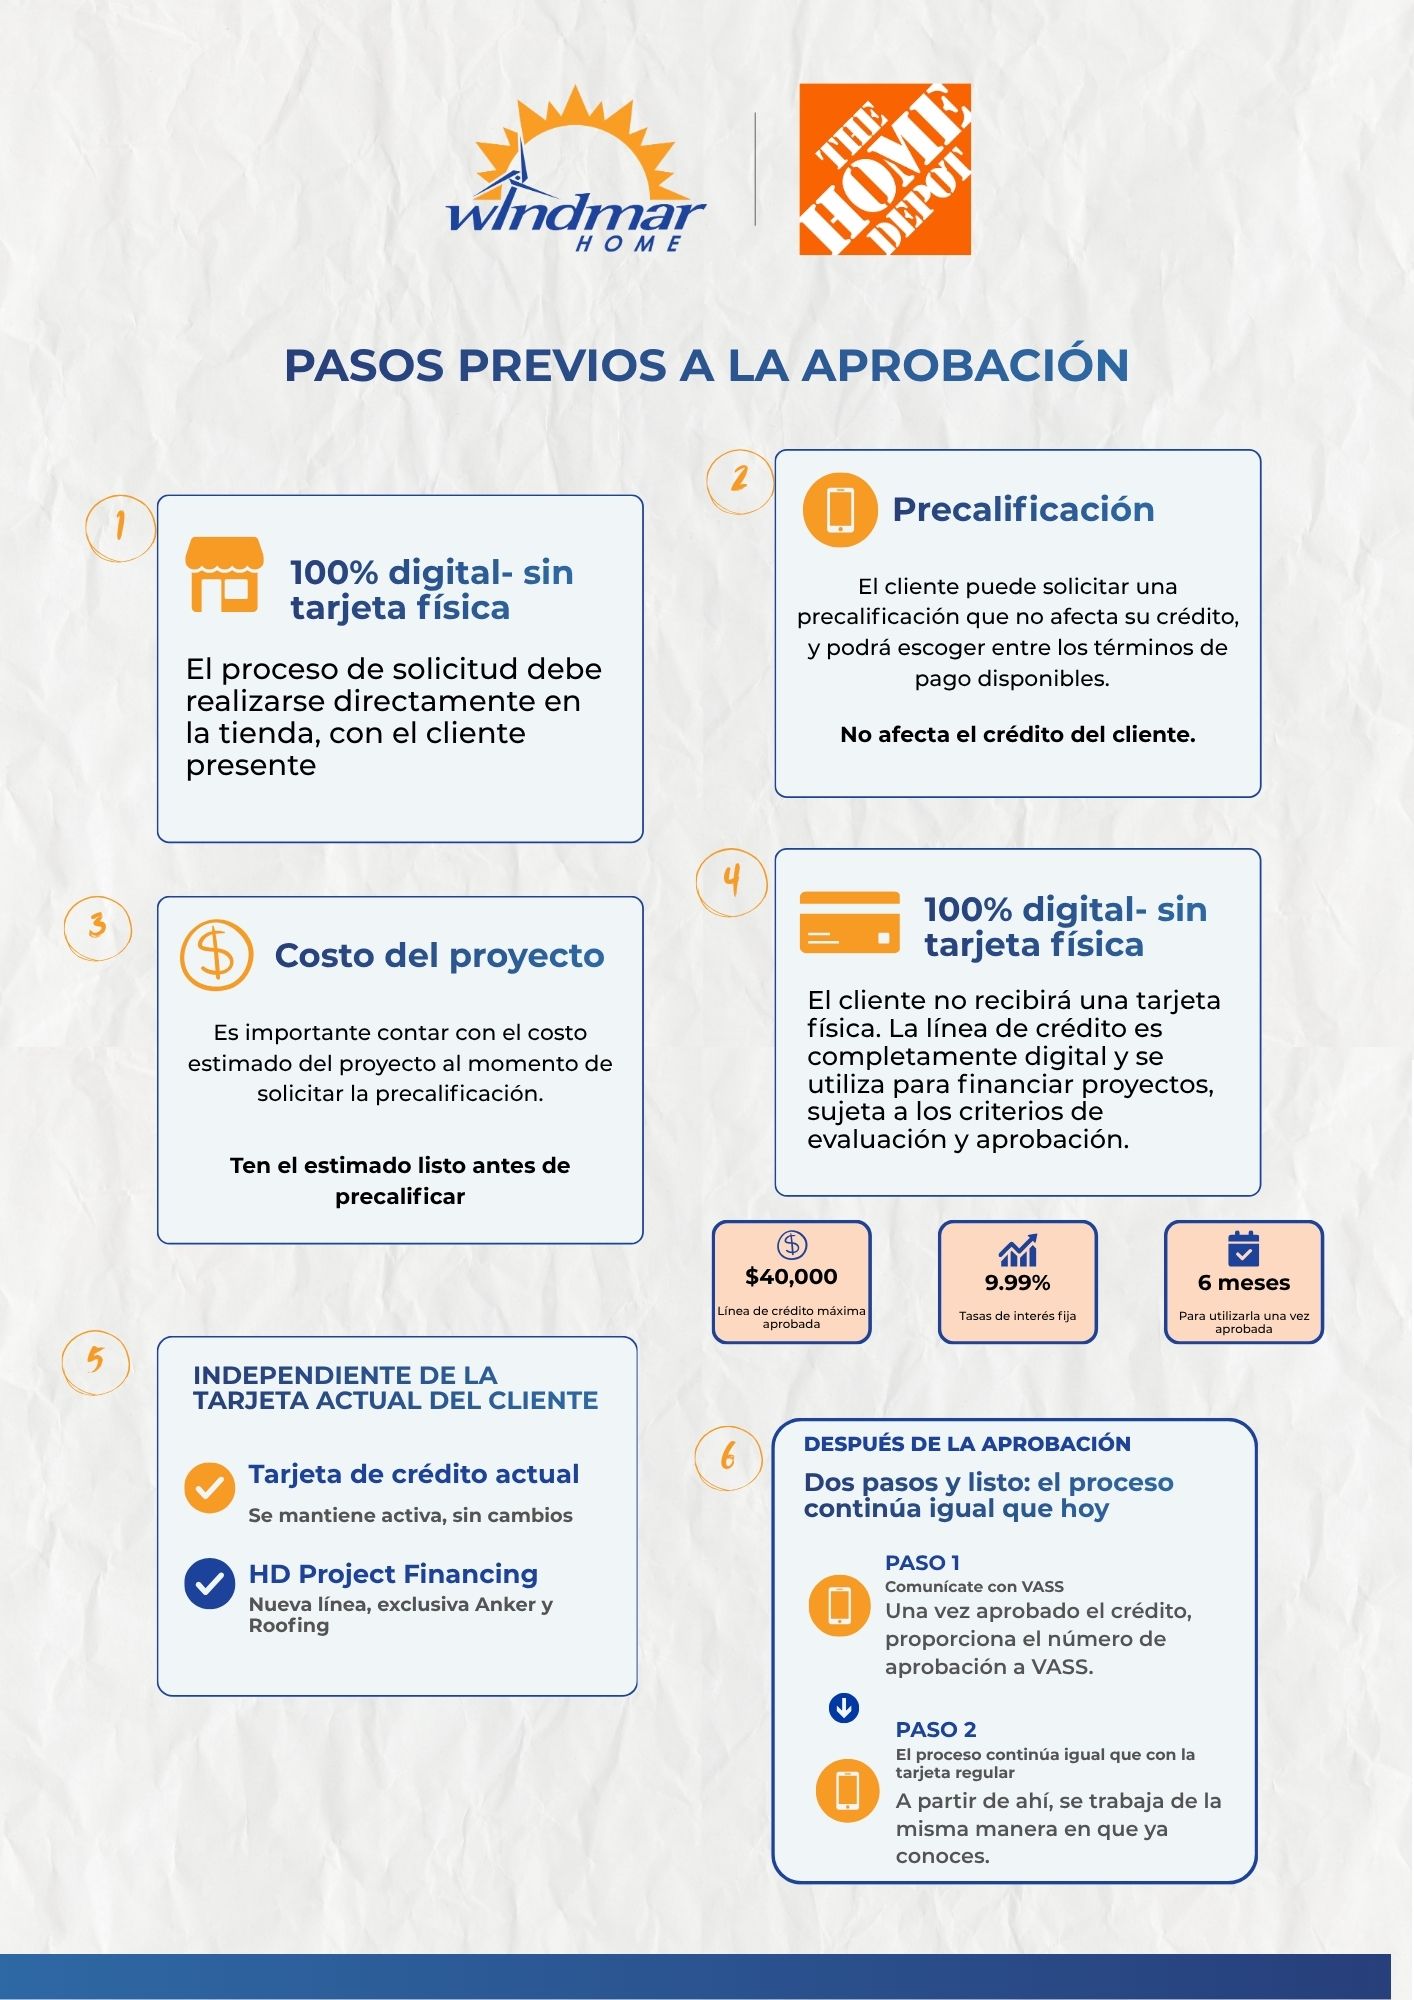 windmar
HOME
THE
HOME
DEPOT
PASOS PREVIOS A LA APROBACIÓN
1
100% digital- sin
tarjeta física
El proceso de solicitud debe
realizarse directamente en
la tienda, con el cliente
presente
2
Precalificación
El cliente puede solicitar una
precalificación que no afecta su crédito,
y podrá escoger entre los términos de
pago disponibles.
No afecta el crédito del cliente.
3
Costo del proyecto
Es importante contar con el costo
estimado del proyecto al momento de
solicitar la precalificación.
Ten el estimado listo antes de
precalificar
4
100% digital- sin
tarjeta física
El cliente no recibirá una tarjeta
física. La línea de crédito es
completamente digital y se
utiliza para financiar proyectos,
sujeta a los criterios de
evaluación y aprobación.
$40,000
Línea de crédito máxima
aprobada
9.99%
Tasas de interés fija
6 meses
Para utilizarla una vez
aprobada
5
INDEPENDIENTE DE LA
TARJETA ACTUAL DEL CLIENTE
Tarjeta de crédito actual
Se mantiene activa, sin cambios
HD Project Financing
Nueva línea, exclusiva Anker y
Roofing
6
DESPUÉS DE LA APROBACIÓN
Dos pasos y listo: el proceso
continúa igual que hoy
PASO 1
Comunícate con VASS
Una vez aprobado el crédito,
proporciona el número de
aprobación a VASS.
PASO 2
El proceso continúa igual que con la
tarjeta regular
A partir de ahí, se trabaja de la
misma manera en que ya
conoces.